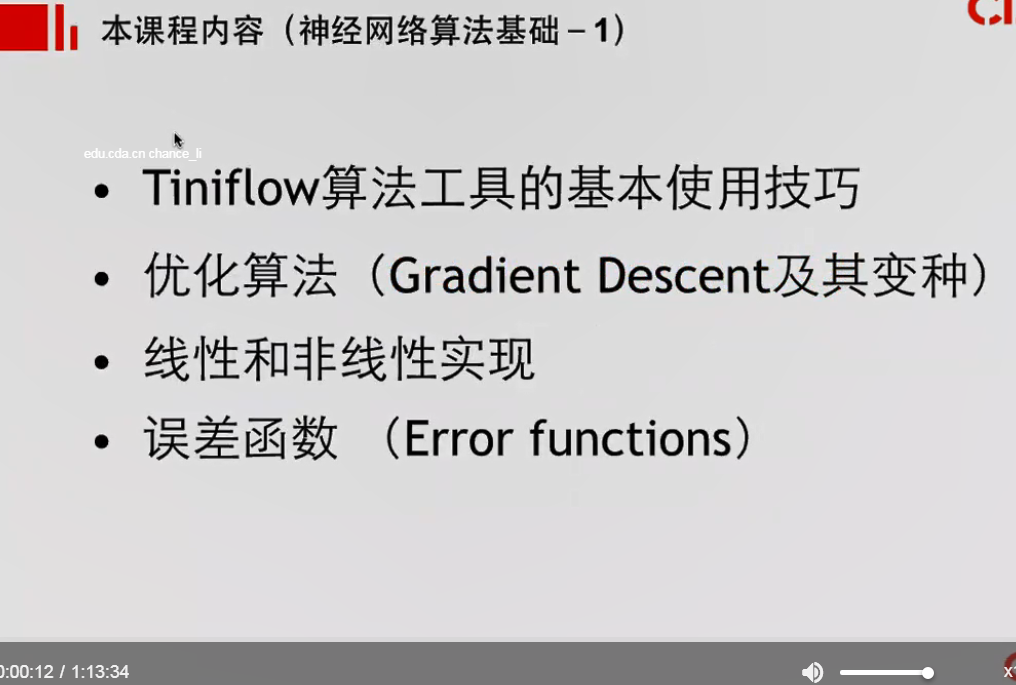 本课程内容（神经网络算法基础 – 1）
edu.cda.cn chance_li
• Tiniflow算法工具的基本使用技巧
• 优化算法（Gradient Descent及其变种）
• 线性和非线性实现
• 误差函数 （Error functions）
0:00:12 / 1:13:34